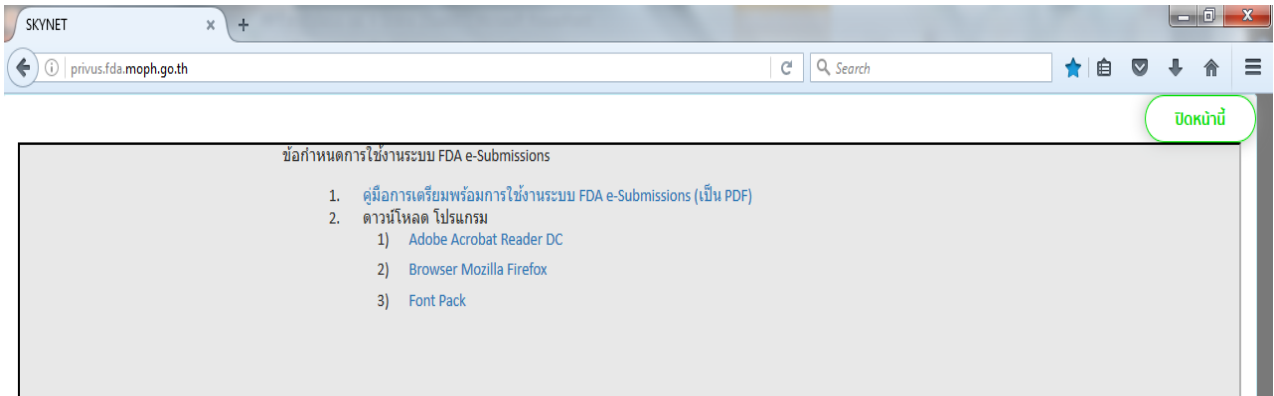 SKYNET
privus.fda.moph.go.th
Search
ปิดหน้านี้
ข้อกำหนดการใช้งานระบบ FDA e-Submissions
1. คู่มือการเตรียมพร้อมการใช้งานระบบ FDA e-Submissions (เป็น PDF)
2. ดาวน์โหลด โปรแกรม
1) Adobe Acrobat Reader DC
2) Browser Mozilla Firefox
3) Font Pack